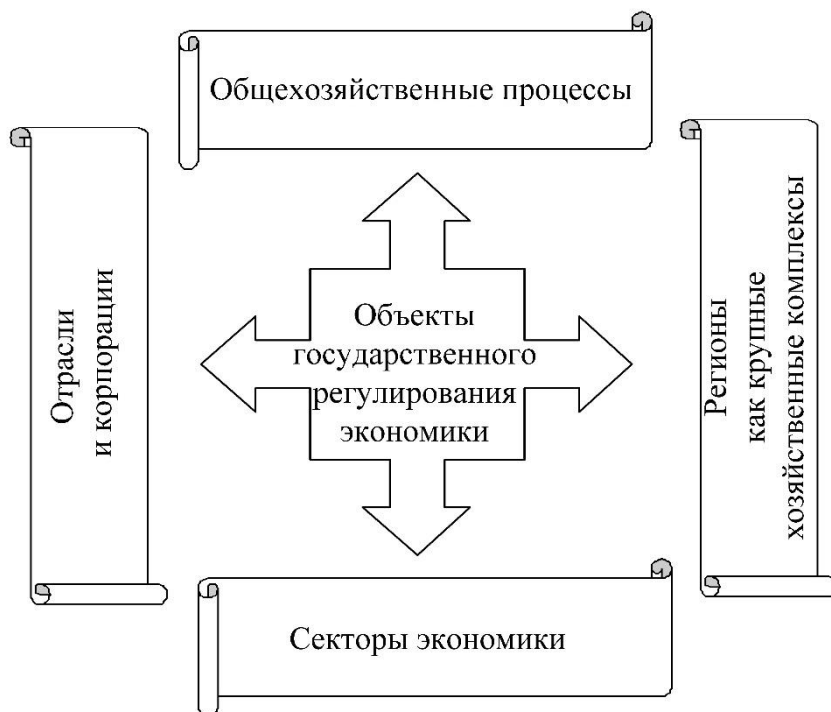 Общехозяйственные процессы
Отрасли
и корпорации
Объекты
государственного
регулирования
экономики
Регионы
как крупные
хозяйственные комплексы
Секторы экономики